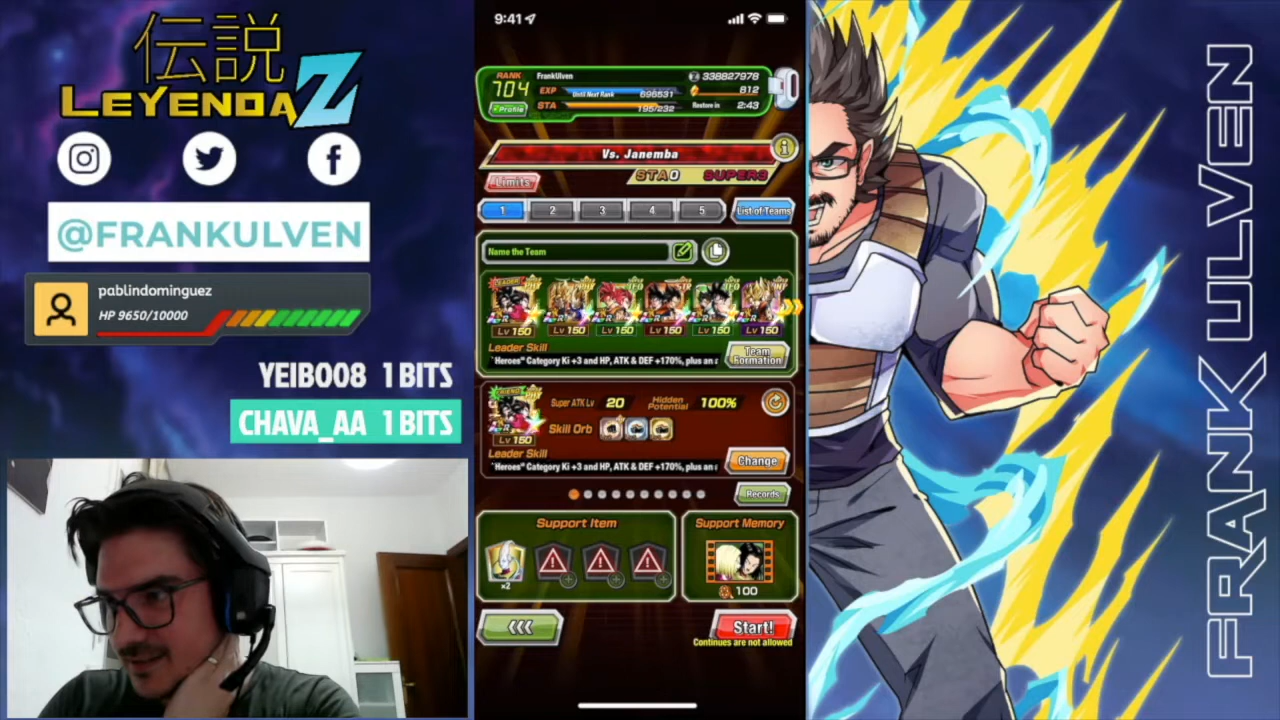 伝説
LEYENDA Z
@FRANKULVEN
pablindominguez
HP 9650/10000
YEIBO08 1 BITS
CHAVA_AA 1 BITS
9:41
RANK
704
Profile
FrankUlven
338827978
EXP
Until Next Rank
696531
612
STA
195/232
Restore in
2:43
Vs. Janemba
Limits
STA0
SUPER3
1
2
3
4
5
List of Teams
Name the Team
Lv 150
Lv 150
Lv 150
Lv 150
Lv 150
Lv 150
Leader Skill
"Heroes" Category Ki +3 and HP, ATK & DEF +170%, plus an
Team
Formation
Super ATK Lv
20
Hidden
Potential
100%
Skill Orb
Lv 150
Leader Skill
"Heroes" Category Ki +3 and HP, ATK & DEF +170%, plus an
Change
Records
Support Item
×2
Support Memory
100
Start!
Continues are not allowed
FRANK ULVEN